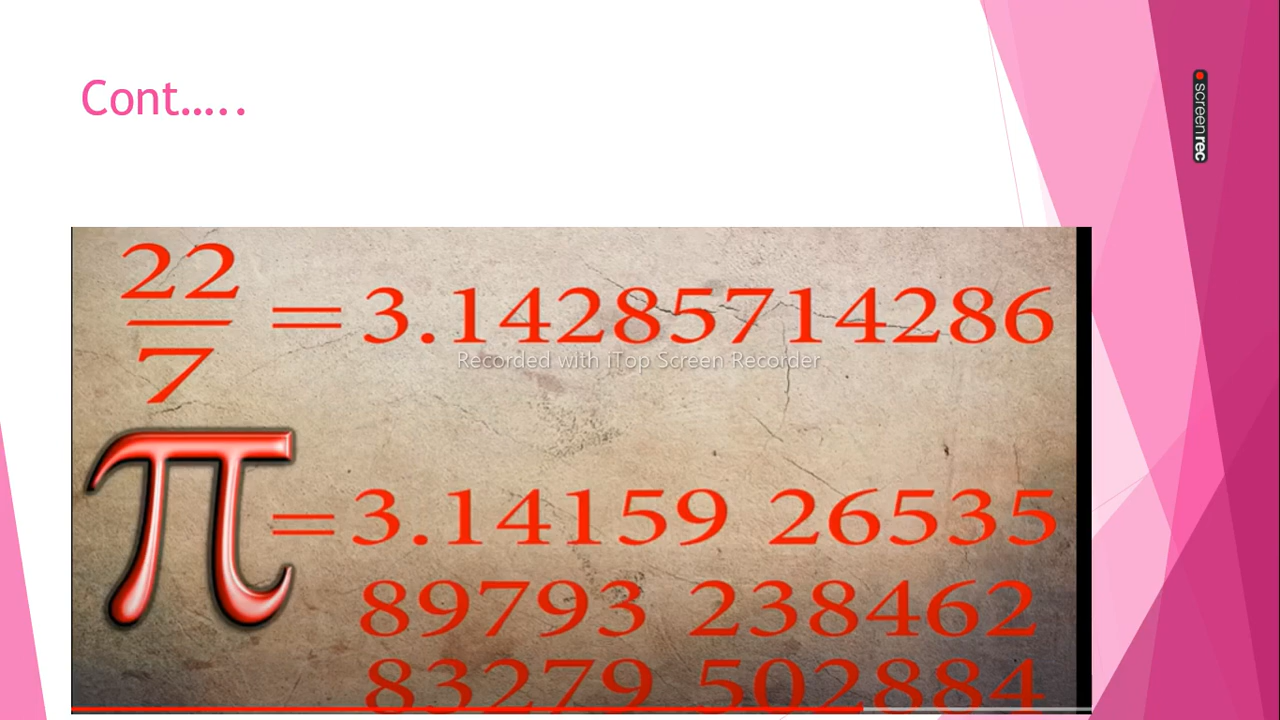 Cont…..
screenrec
22
7
= 3.14285714286
Recorded with iTop Screen Recorder
π = 3.14159 26535
89793 238462
83279 502884